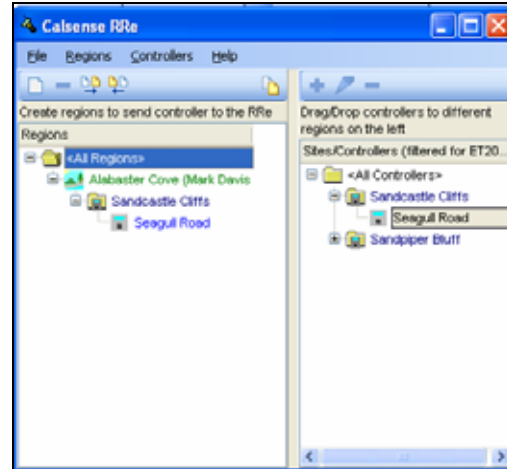 Calsense RRe
File Regions Controllers Help
Create regions to send controller to the RRe
Regions
<All Regions>
Alabaster Cove (Mark Davis
Sandcastle Cliffs
Seagull Road
Drag/Drop controllers to different
regions on the left
Sites/Controllers (filtered for ET20...
<All Controllers>
Sandcastle Cliffs
Seagull Road
Sandpiper Bluff